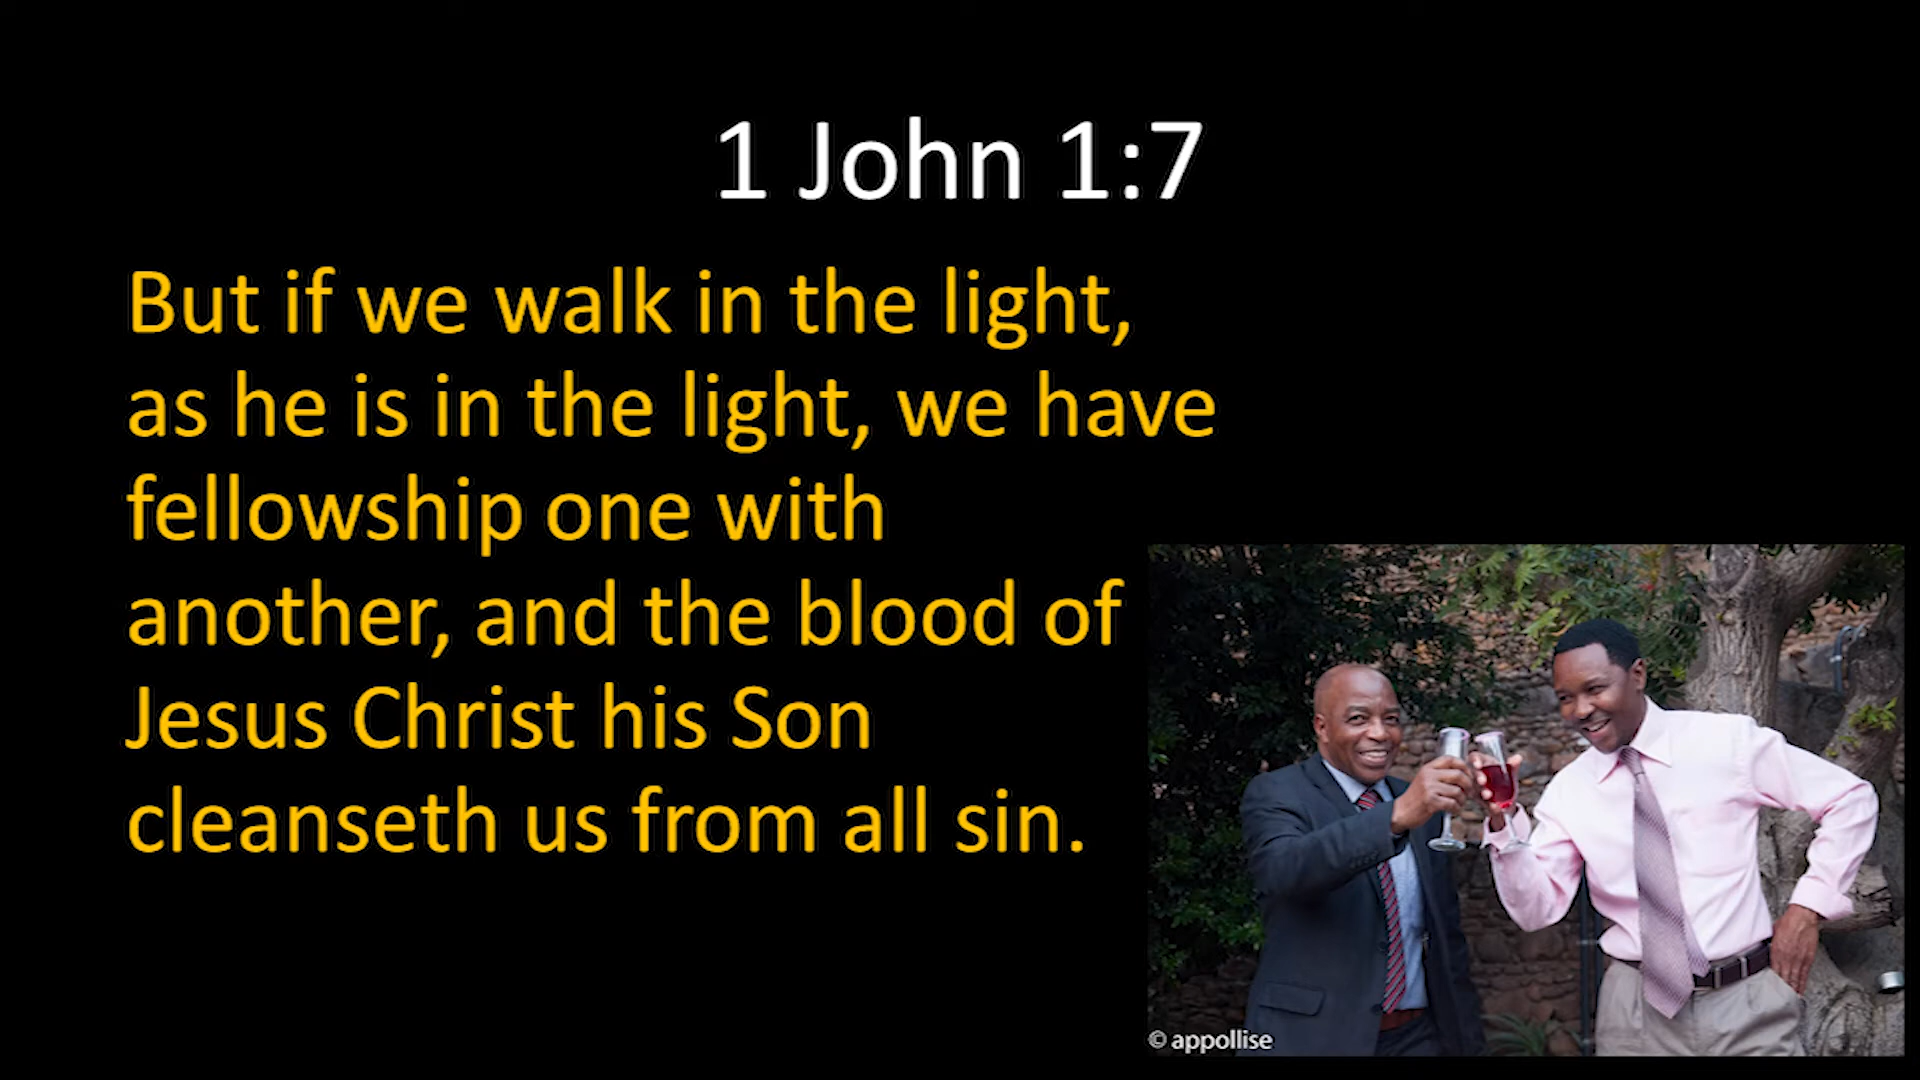 1 John 1:7
But if we walk in the light,
as he is in the light, we have
fellowship one with
another, and the blood of
Jesus Christ his Son
cleanseth us from all sin.
© appollise